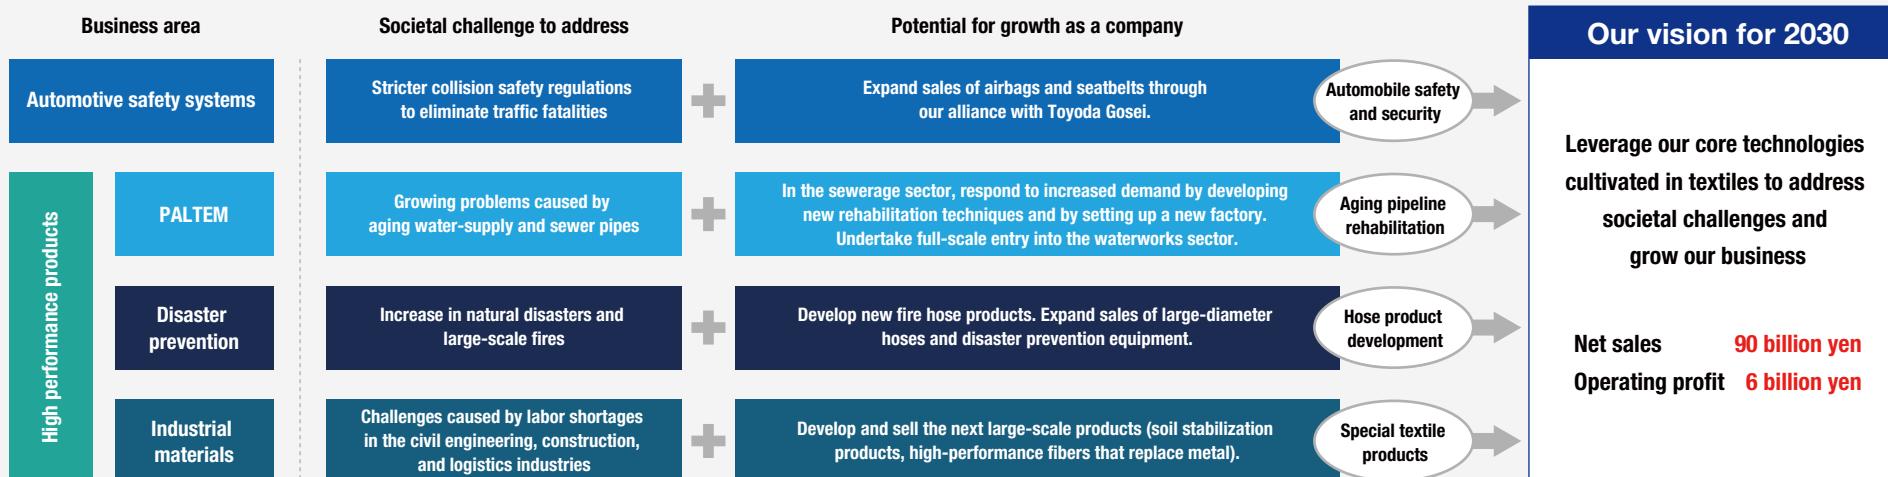 Business area
Societal challenge to address
Potential for growth as a company
Our vision for 2030
Automotive safety systems
Stricter collision safety regulations
to eliminate traffic fatalities
Expand sales of airbags and seatbelts through
our alliance with Toyoda Gosei.
Automobile safety
and security
High performance products
PALTEM
Growing problems caused by
aging water-supply and sewer pipes
In the sewerage sector, respond to increased demand by developing
new rehabilitation techniques and by setting up a new factory.
Undertake full-scale entry into the waterworks sector.
Aging pipeline
rehabilitation
Disaster
prevention
Increase in natural disasters and
large-scale fires
Develop new fire hose products. Expand sales of large-diameter
hoses and disaster prevention equipment.
Hose product
development
Industrial
materials
Challenges caused by labor shortages
in the civil engineering, construction,
and logistics industries
Develop and sell the next large-scale products (soil stabilization
products, high-performance fibers that replace metal).
Special textile
products
Leverage our core technologies
cultivated in textiles to address
societal challenges and
grow our business
Net sales 90 billion yen
Operating profit 6 billion yen